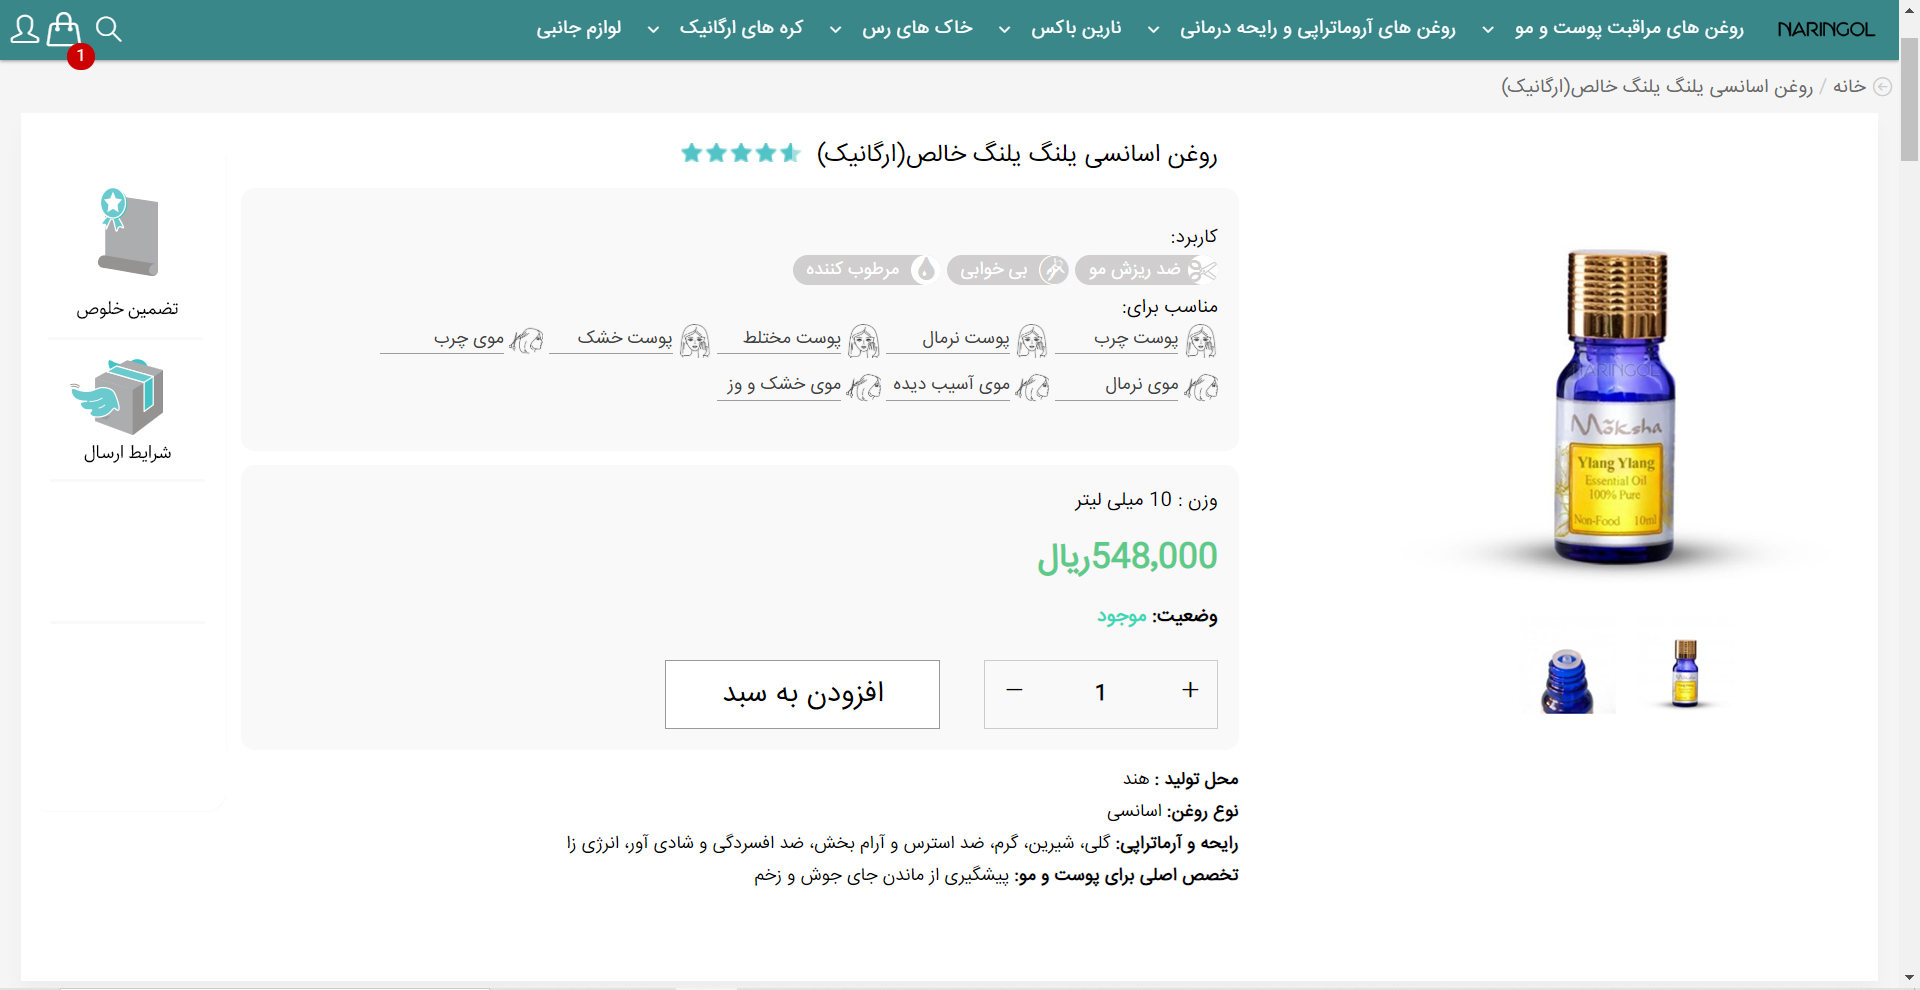 NARINGOL
روغن های مراقبت پوست و مو
روغن های آروماتراپی و رایحه درمانی
نارین باکس
خاک های رس
کره های ارگانیک
لوازم جانبی
1
خانه / روغن اسانسی یلنگ یلنگ خالص(ارگانیک)
روغن اسانسی یلنگ یلنگ خالص(ارگانیک)
کاربرد:
ضد ریزش مو
بی خوابی
مرطوب کننده
مناسب برای:
پوست چرب
پوست نرمال
پوست مختلط
پوست خشک
موی چرب
موی نرمال
موی آسیب دیده
موی خشک و وز
وزن : 10 میلی لیتر
548,000ریال
وضعیت: موجود
+
1
−
افزودن به سبد
محل تولید : هند
نوع روغن: اسانسی
رایحه و آرماتراپی: گلی، شیرین، گرم، ضد استرس و آرام بخش، ضد افسردگی و شادی آور، انرژی زا
تخصص اصلی برای پوست و مو: پیشگیری از ماندن جای جوش و زخم
تضمین خلوص
شرایط ارسال
NARINGOL
Mõksha
Ylang Ylang
Essential Oil
100% Pure
Non-Food 10ml